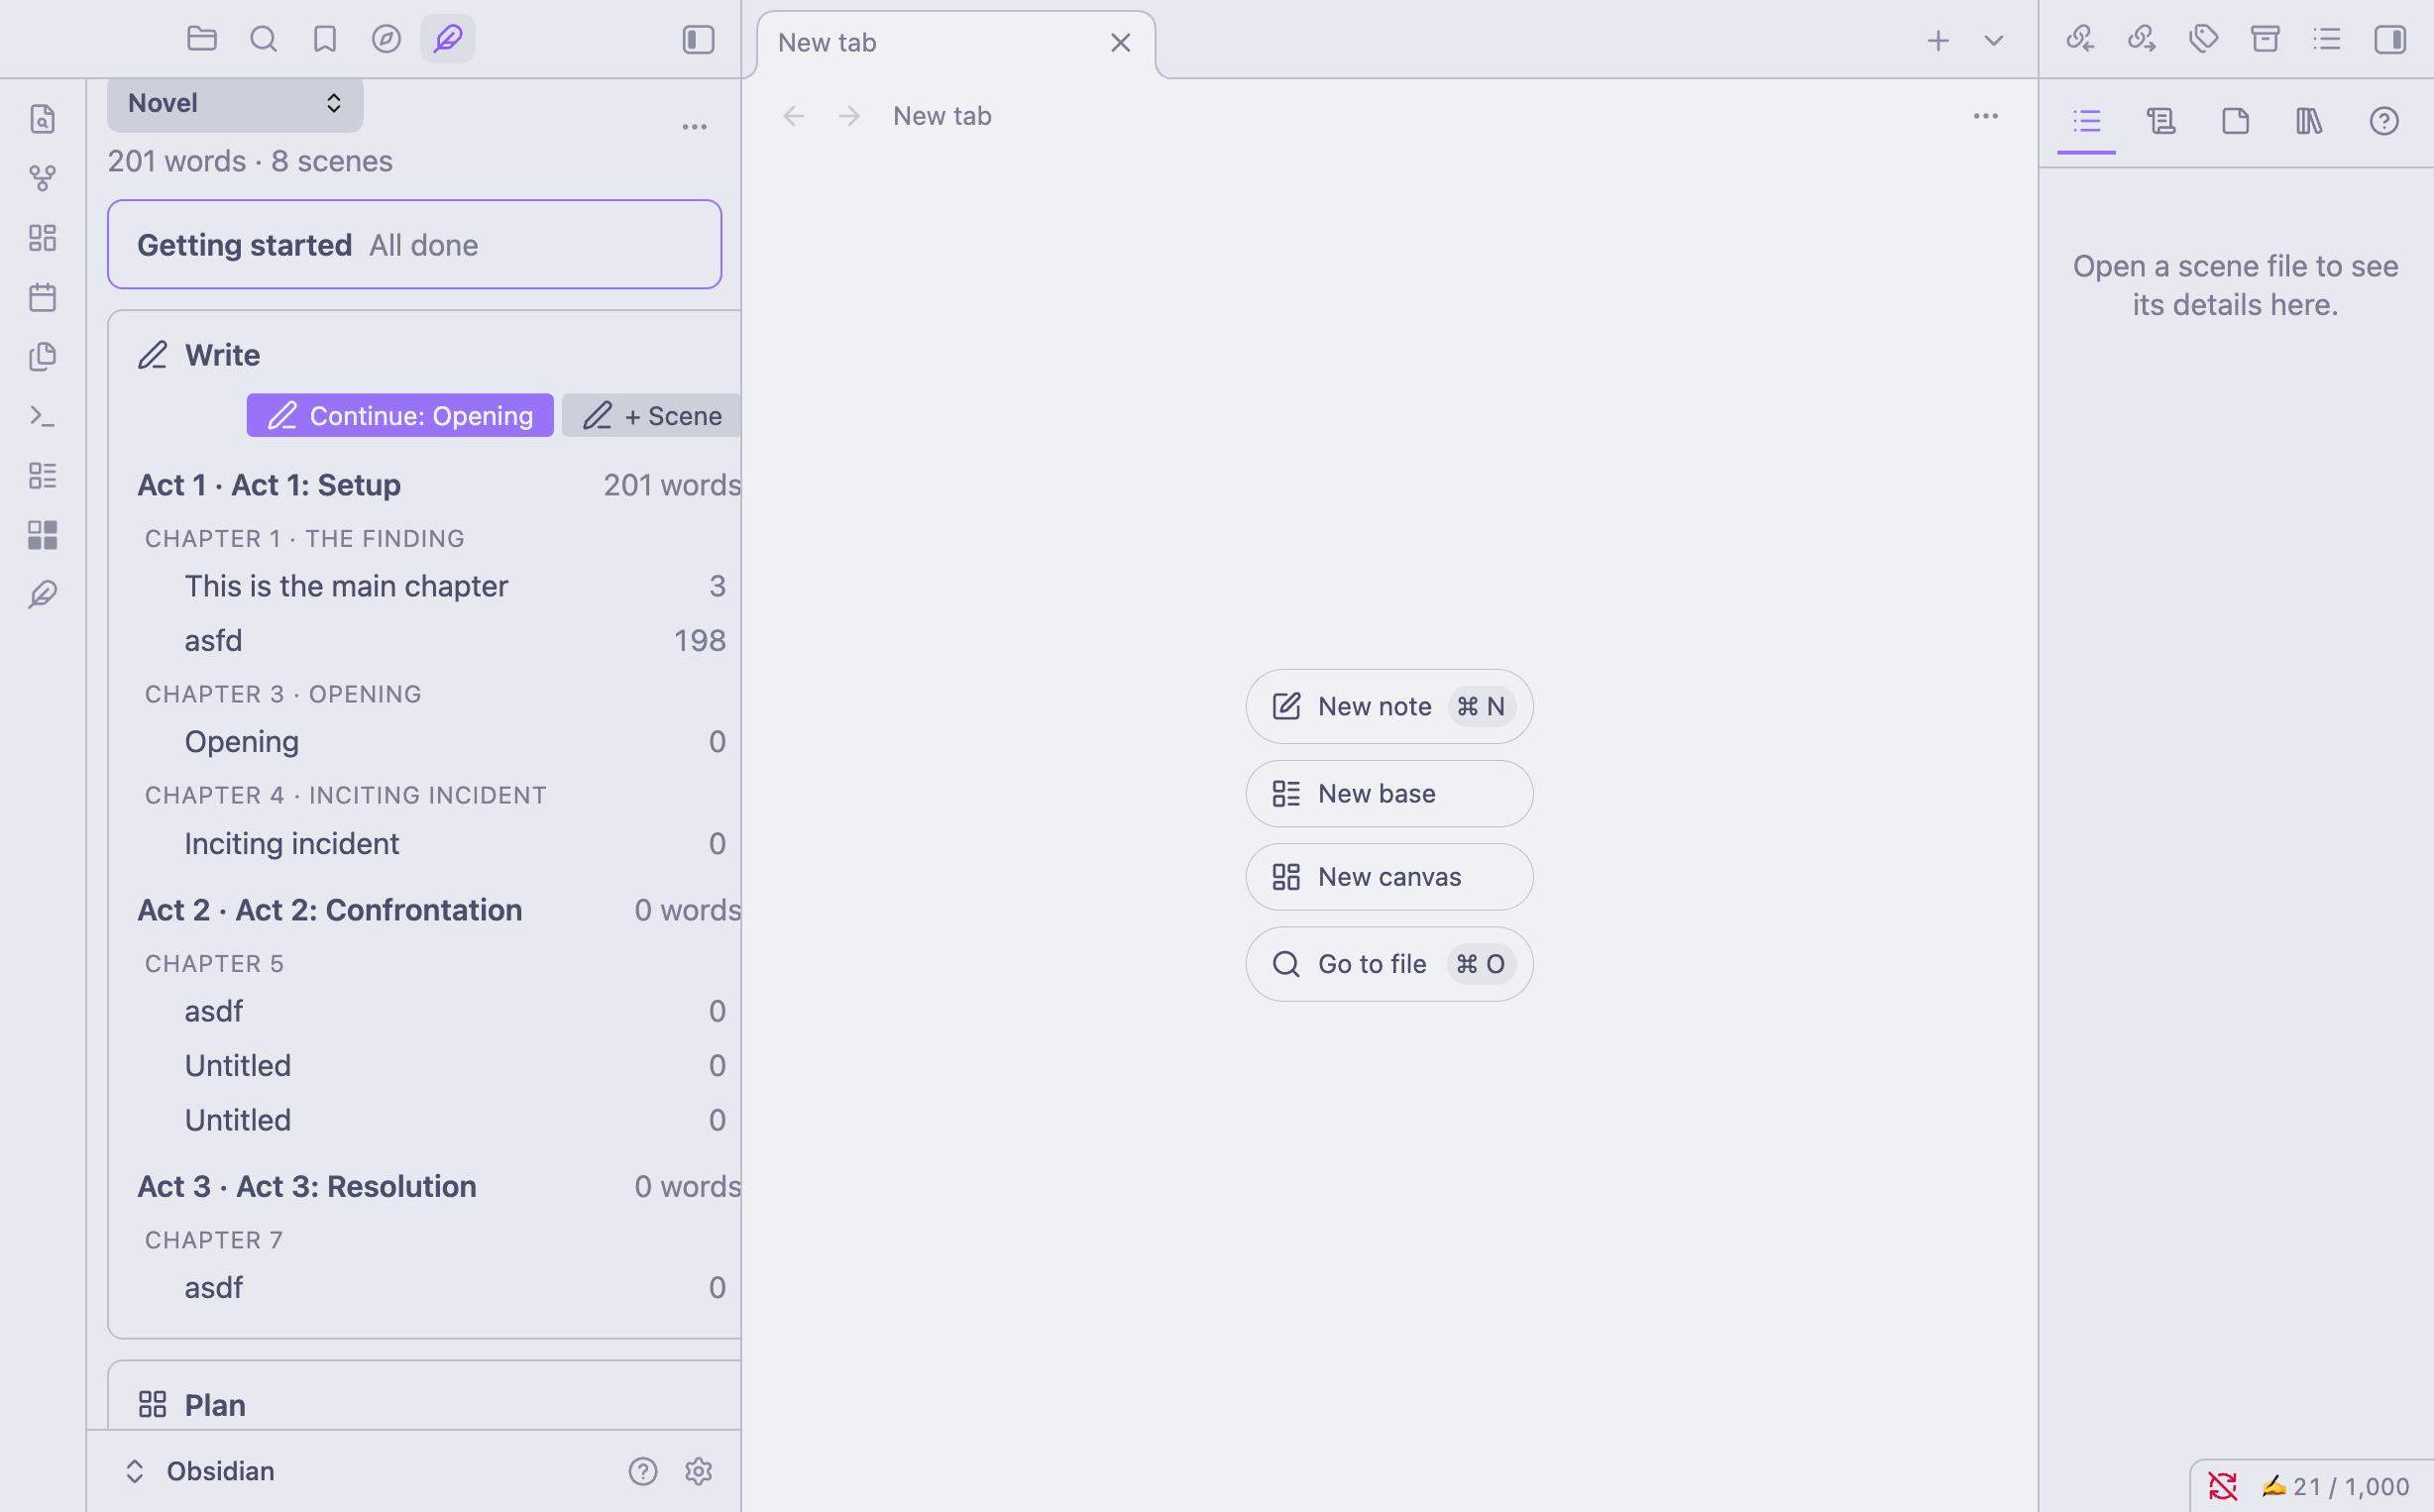 New tab
Novel
201 words · 8 scenes
Getting started All done
Write
Continue: Opening
+ Scene
Act 1 · Act 1: Setup 201 words
CHAPTER 1 · THE FINDING
This is the main chapter 3
asfd 198
CHAPTER 3 · OPENING
Opening 0
CHAPTER 4 · INCITING INCIDENT
Inciting incident 0
Act 2 · Act 2: Confrontation 0 words
CHAPTER 5
asdf 0
Untitled 0
Untitled 0
Act 3 · Act 3: Resolution 0 words
CHAPTER 7
asdf 0
Plan
Obsidian
New tab
New note ⌘ N
New base
New canvas
Go to file ⌘ O
Open a scene file to see
its details here.
✍️ 21 / 1,000